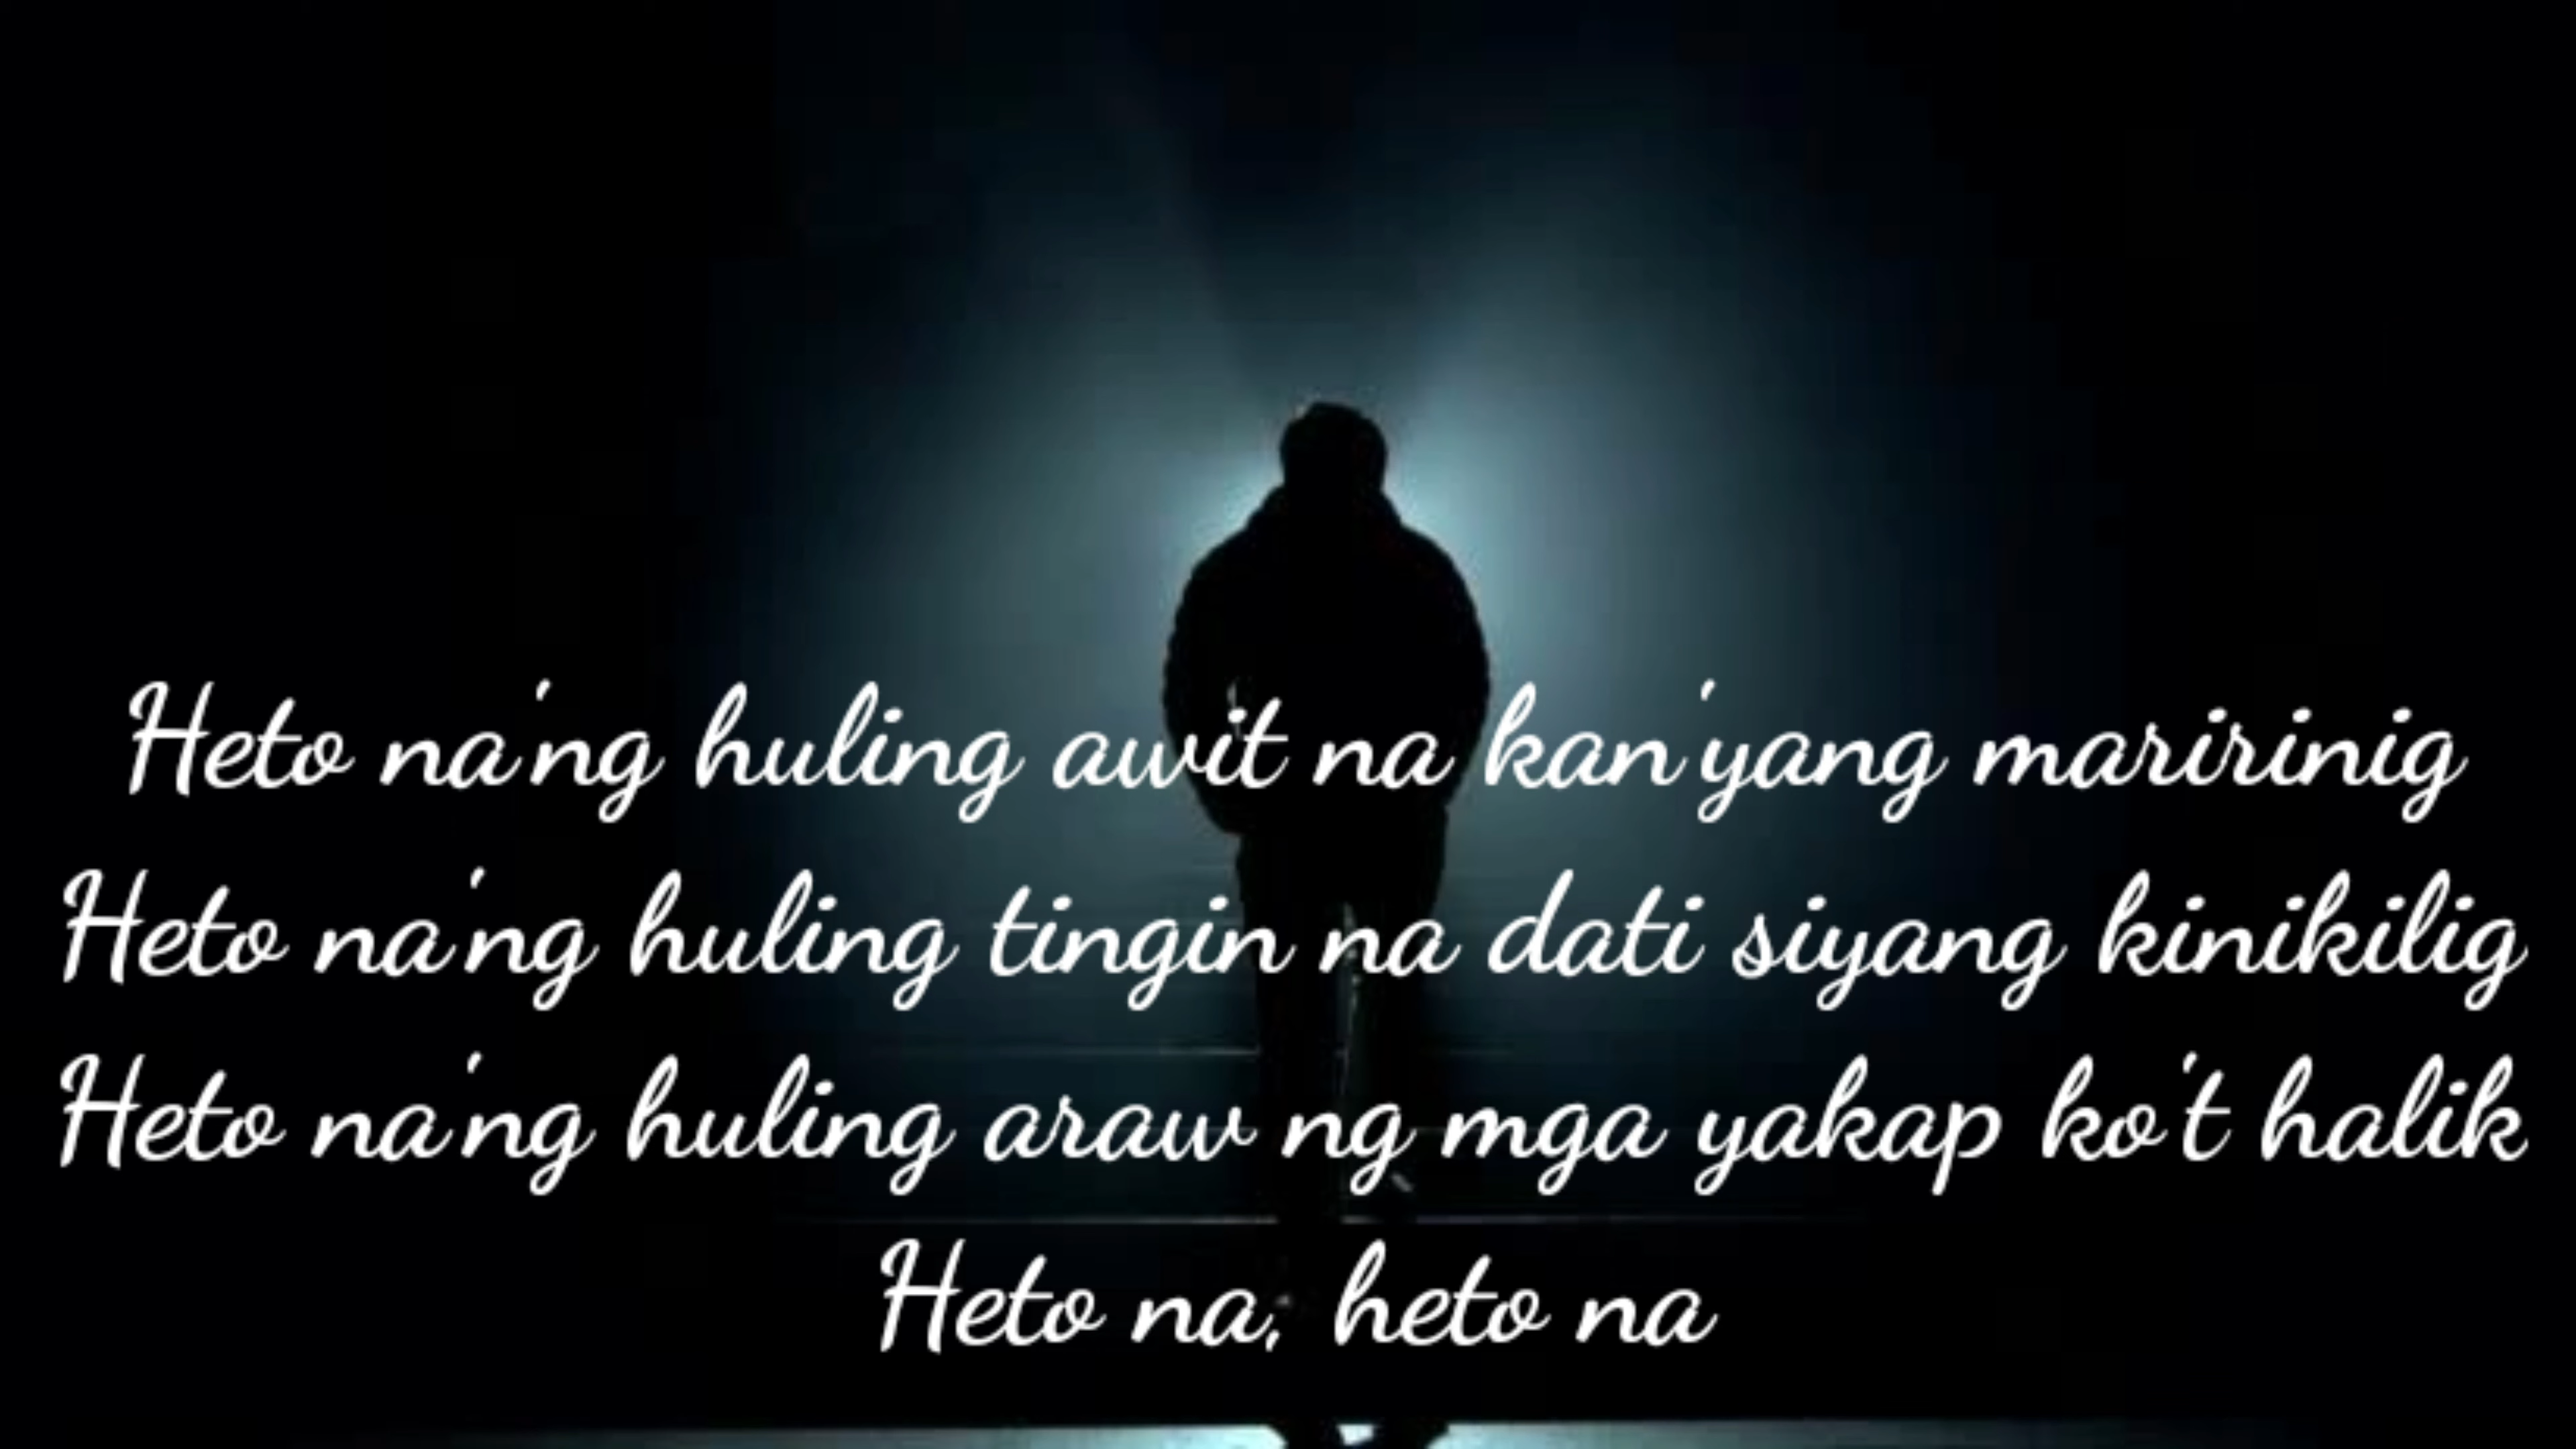 Heto na'ng huling awit na kan'yang maririnig
Heto na'ng huling tingin na dati siyang kinikilig
Heto na'ng huling araw ng mga yakap ko't halik
Heto na, heto na